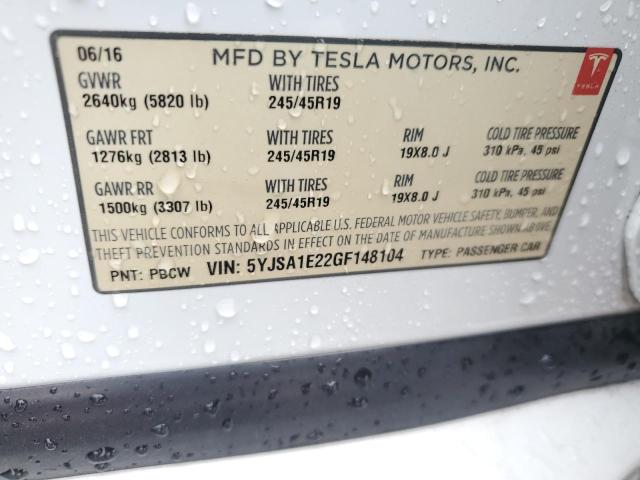 06/16 MFD BY TESLA MOTORS, INC.
TESLA
GVWR WITH TIRES
2640kg (5820 lb) 245/45R19
GAWR FRT WITH TIRES RIM COLD TIRE PRESSURE
1276kg (2813 lb) 245/45R19 19X8.0 J 310 kPa, 45 psi
GAWR RR WITH TIRES RIM COLD TIRE PRESSURE
1500kg (3307 lb) 245/45R19 19X8.0 J 310 kPa, 45 psi
THIS VEHICLE CONFORMS TO ALL APPLICABLE U.S. FEDERAL MOTOR VEHICLE SAFETY, BUMPER, AND
THEFT PREVENTION STANDARDS IN EFFECT ON THE DATE OF MANUFACTURE SHOWN ABOVE.
PNT: PBCW VIN: 5YJSA1E22GF148104 TYPE: PASSENGER CAR